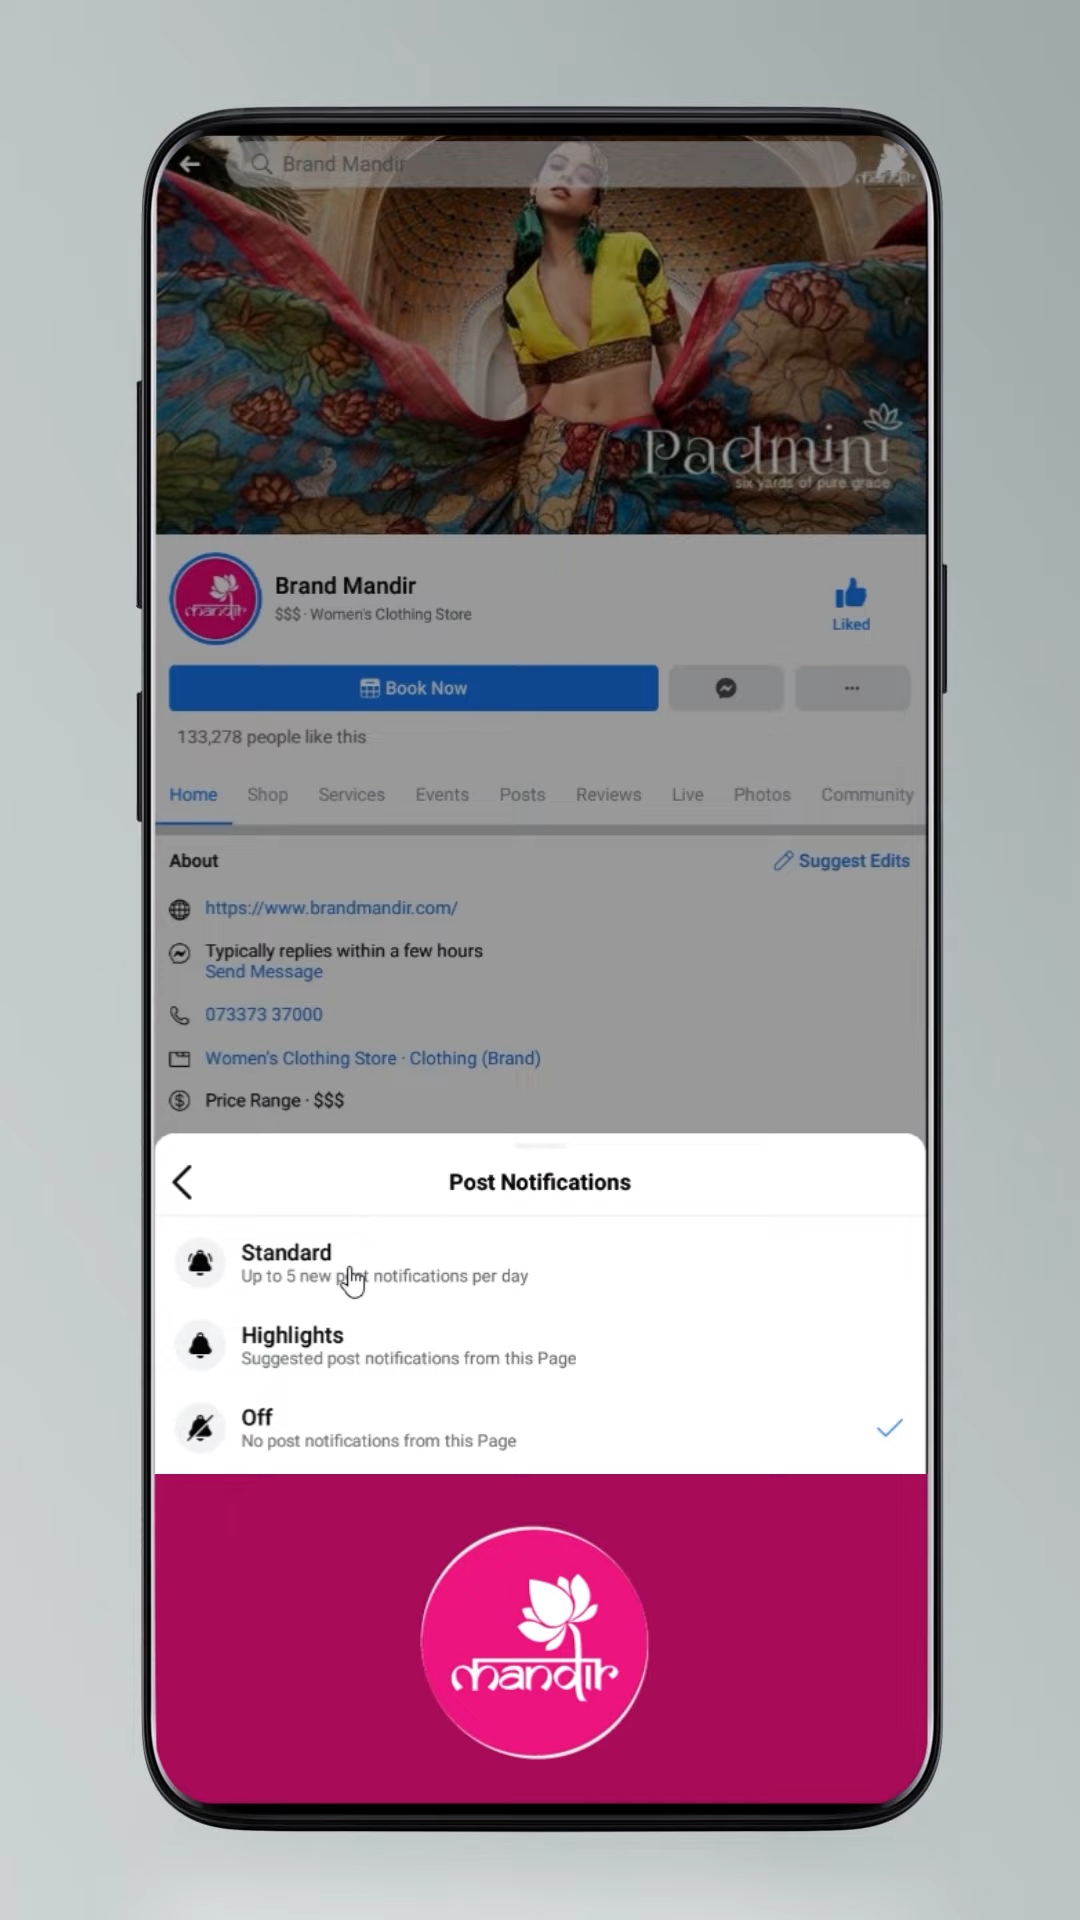 Brand Mandir
mandir
Padmini
six yards of pure grace
mandir
Brand Mandir
$$$ · Women's Clothing Store
Liked
Book Now
133,278 people like this
Home Shop Services Events Posts Reviews Live Photos Community
About
Suggest Edits
https://www.brandmandir.com/
Typically replies within a few hours
Send Message
073373 37000
Women's Clothing Store · Clothing (Brand)
Price Range · $$$
Post Notifications
Standard
Up to 5 new post notifications per day
Highlights
Suggested post notifications from this Page
Off
No post notifications from this Page
mandir